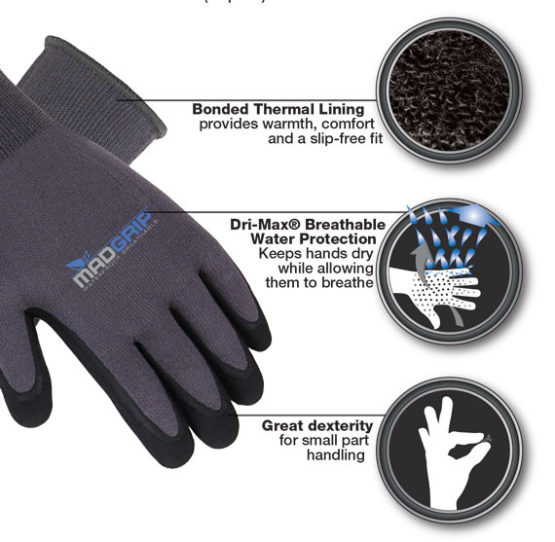 Bonded Thermal Lining
provides warmth, comfort
and a slip-free fit
MADGRIP
Dri-Max® Breathable
Water Protection
Keeps hands dry
while allowing
them to breathe
Great dexterity
for small part
handling